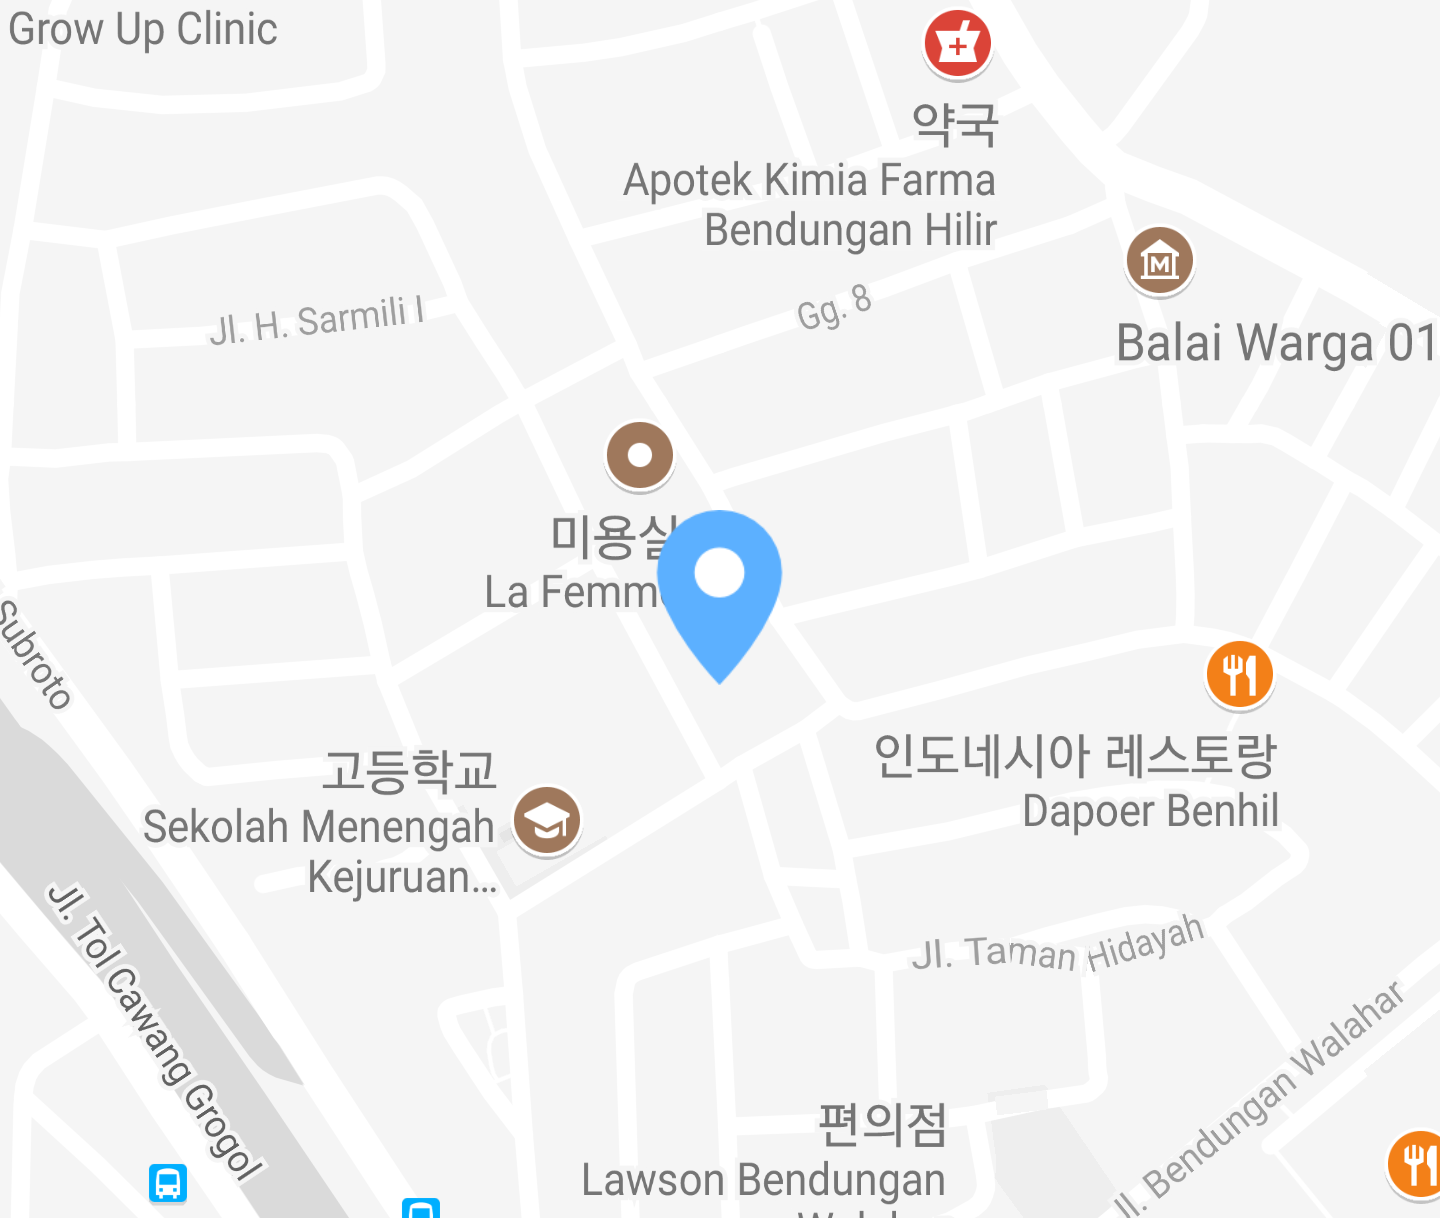 Grow Up Clinic
약국
Apotek Kimia Farma
Bendungan Hilir
Balai Warga 01
Jl. H. Sarmili I
Gg. 8
미용실
La Femme
Subroto
인도네시아 레스토랑
Dapoer Benhil
고등학교
Sekolah Menengah
Kejuruan...
Jl. Tol Cawang Grogol
Jl. Taman Hidayah
Jl. Bendungan Walahar
편의점
Lawson Bendungan